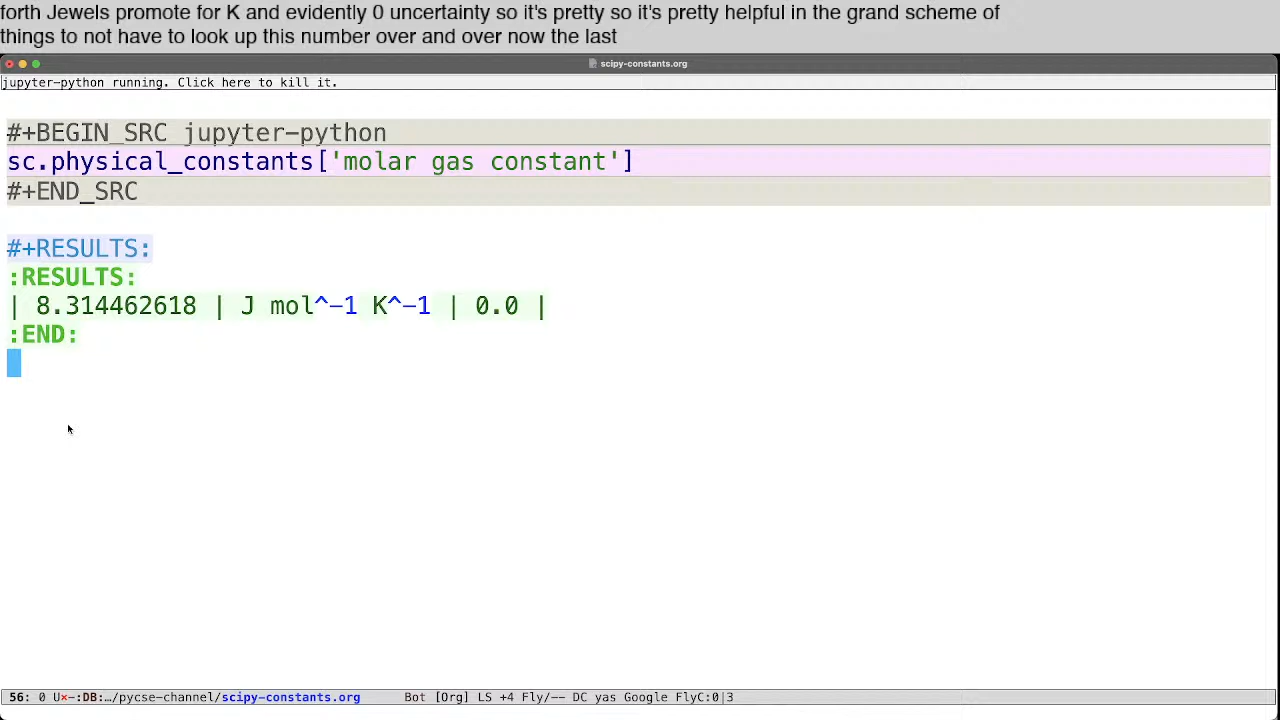 forth Jewels promote for K and evidently 0 uncertainty so it's pretty so it's pretty helpful in the grand scheme of
things to not have to look up this number over and over now the last
scipy-constants.org
jupyter-python running. Click here to kill it.
#+BEGIN_SRC jupyter-python
sc.physical_constants['molar gas constant']
#+END_SRC
#+RESULTS:
:RESULTS:
| 8.314462618 | J mol^-1 K^-1 | 0.0 |
:END:
56: 0 U×-:DB:…/pycse-channel/scipy-constants.org Bot [Org] LS +4 Fly/-- DC yas Google FlyC:0|3